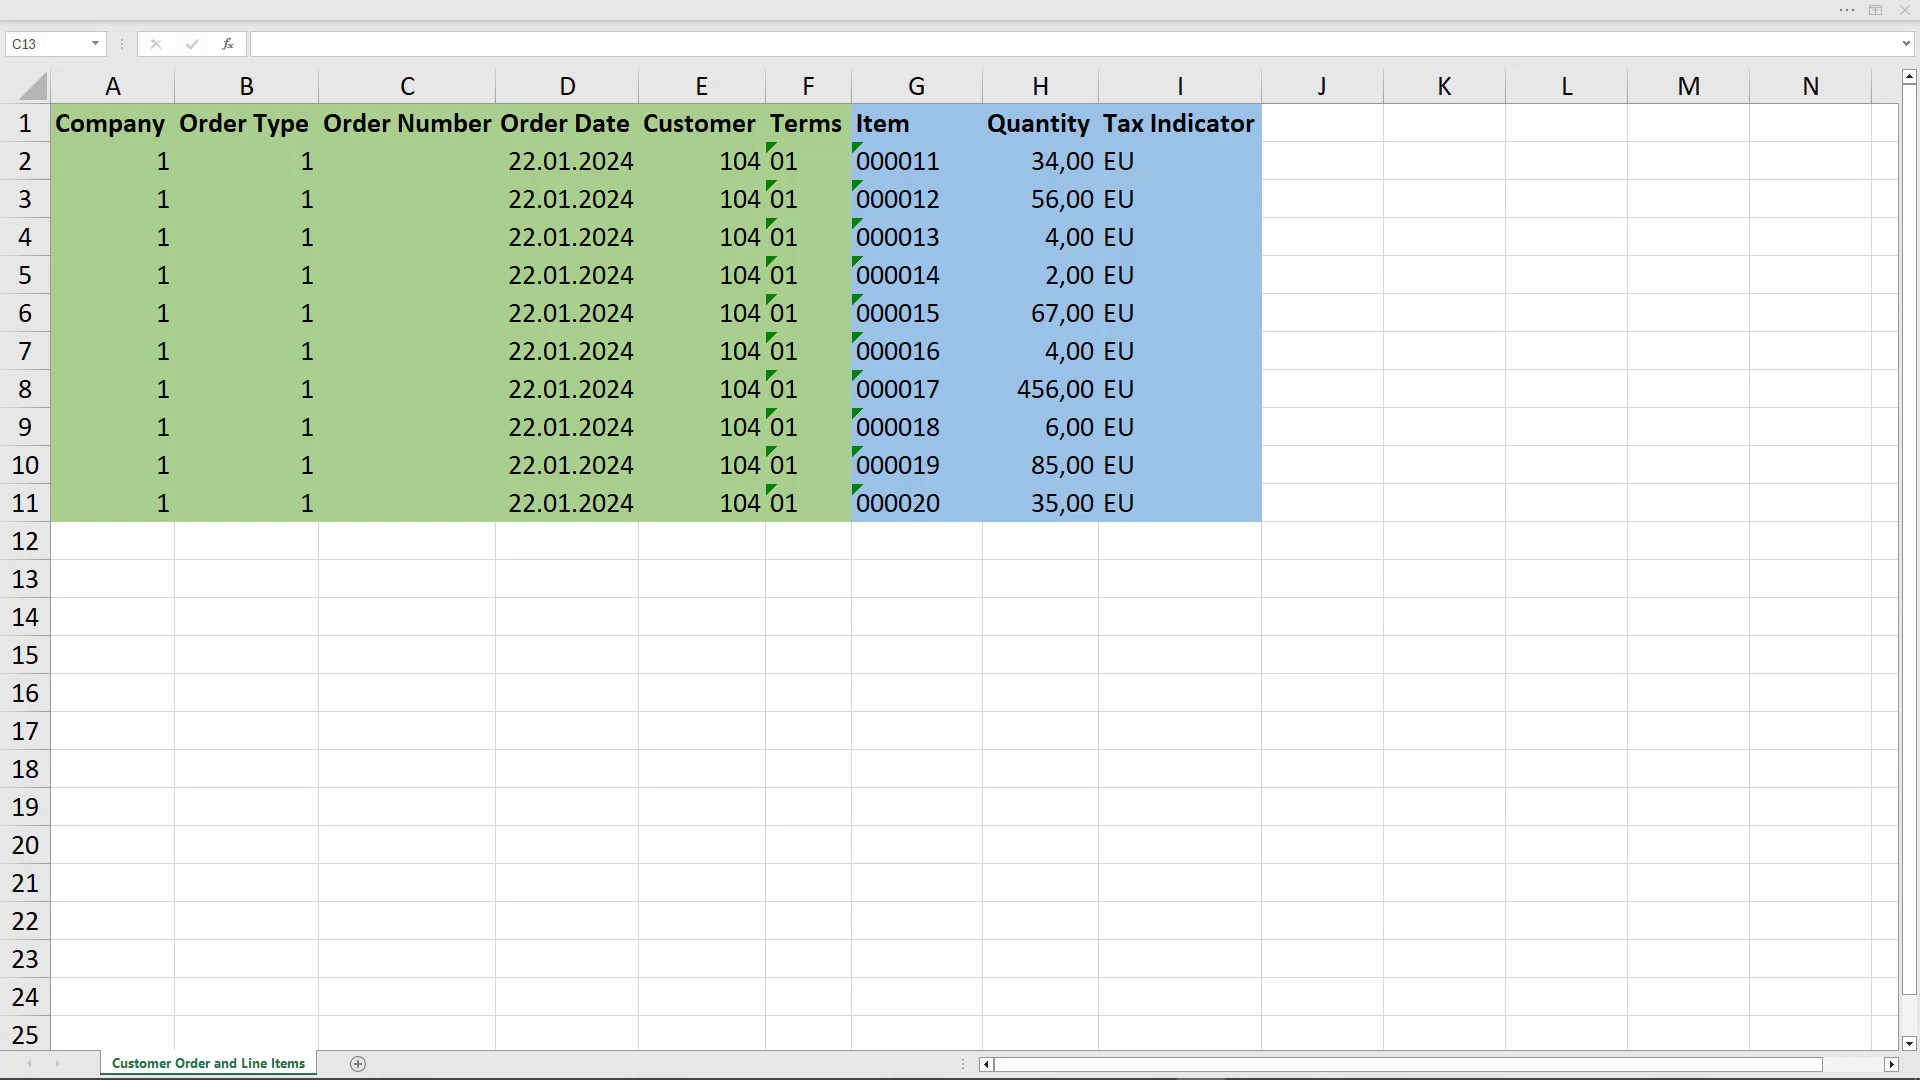 C13
fx
A B C D E F G H I J K L M N
1 Company Order Type Order Number Order Date Customer Terms Item Quantity Tax Indicator
2 1 1 22.01.2024 104 01 000011 34,00 EU
3 1 1 22.01.2024 104 01 000012 56,00 EU
4 1 1 22.01.2024 104 01 000013 4,00 EU
5 1 1 22.01.2024 104 01 000014 2,00 EU
6 1 1 22.01.2024 104 01 000015 67,00 EU
7 1 1 22.01.2024 104 01 000016 4,00 EU
8 1 1 22.01.2024 104 01 000017 456,00 EU
9 1 1 22.01.2024 104 01 000018 6,00 EU
10 1 1 22.01.2024 104 01 000019 85,00 EU
11 1 1 22.01.2024 104 01 000020 35,00 EU
12
13
14
15
16
17
18
19
20
21
22
23
24
25
Customer Order and Line Items